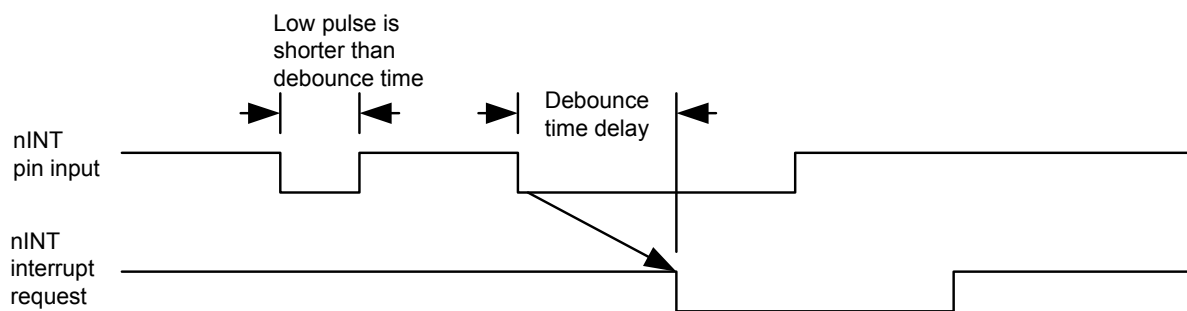 Low pulse is
shorter than
debounce time
Debounce
time delay
nINT
pin input
nINT
interrupt
request